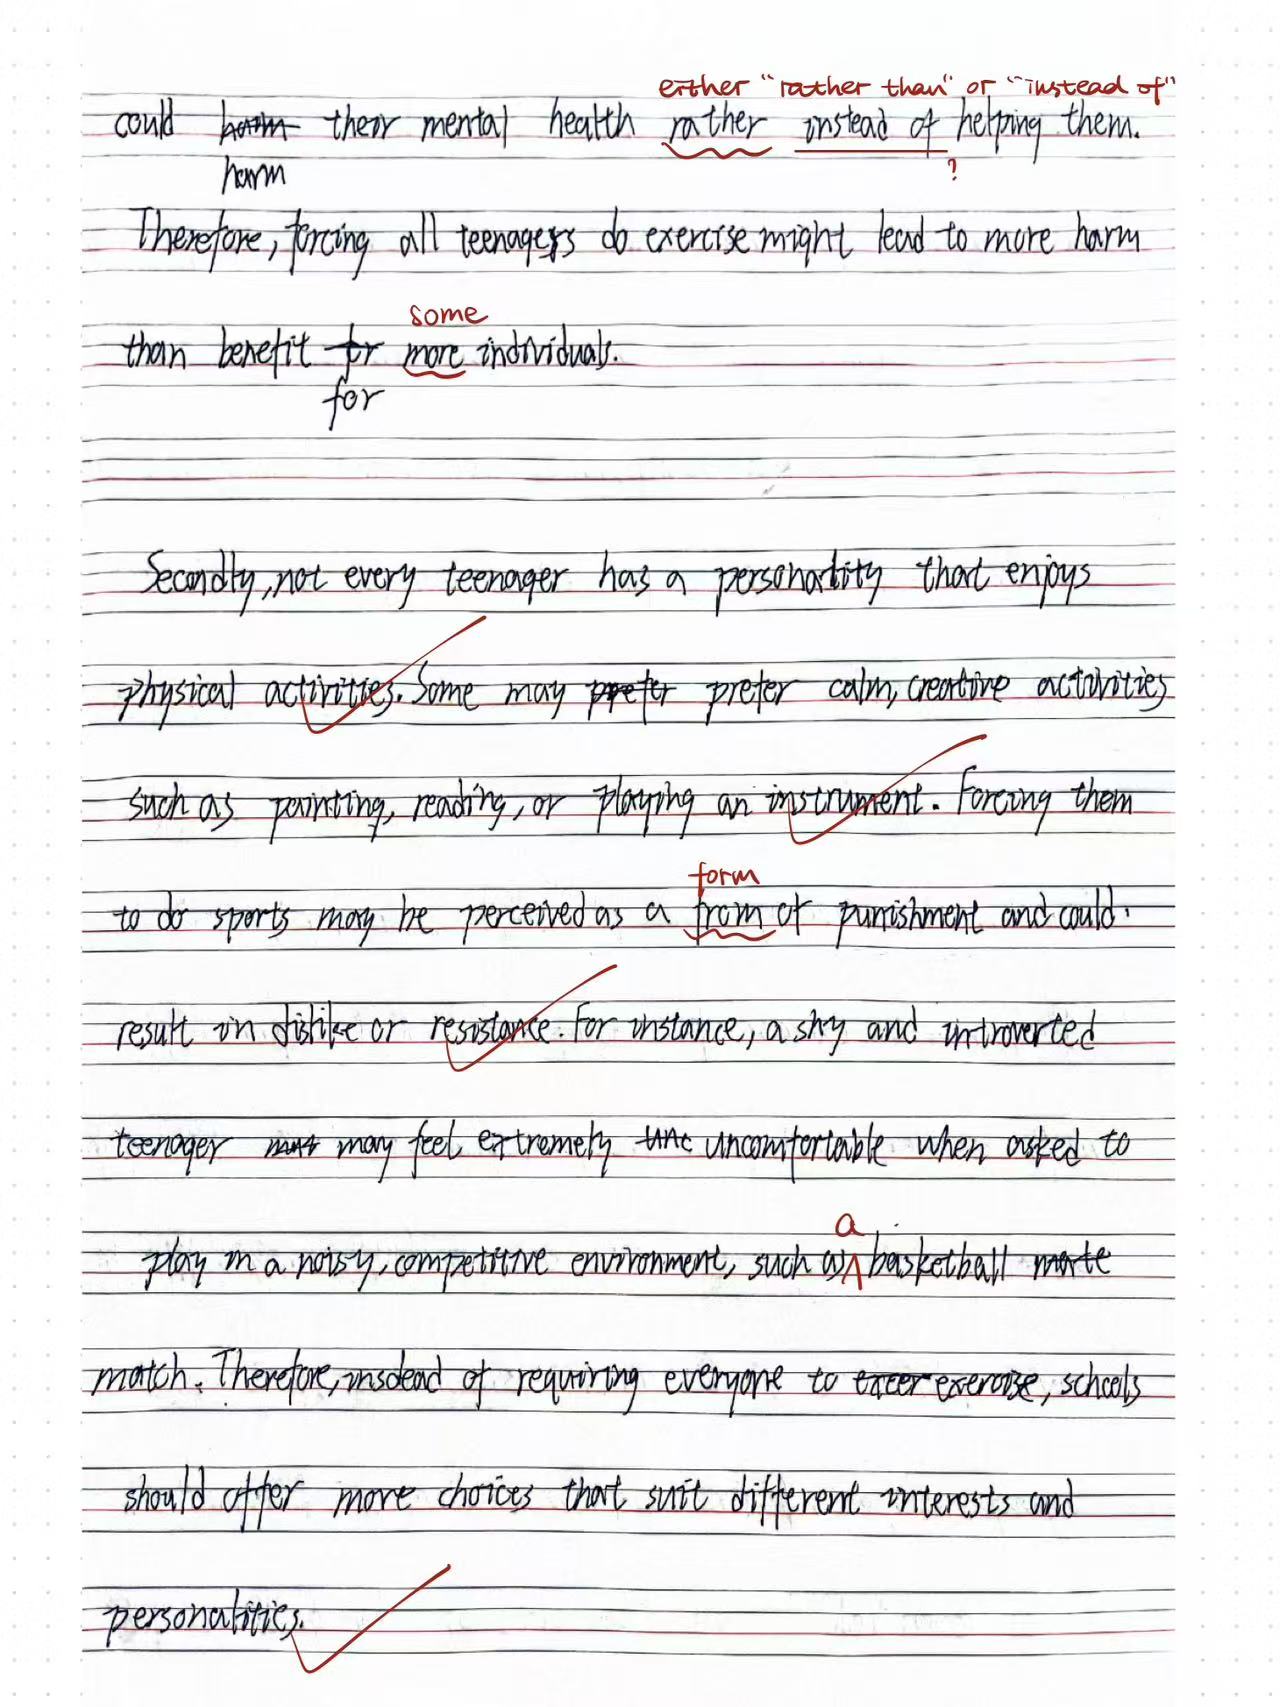 either "rather than" or "instead of"
could harm their mental health rather instead of helping them.
harm ?
Therefore, forcing all teenagers do exercise might lead to more harm
some
than benefit for more individuals.
for
Secondly, not every teenager has a personality that enjoys
physical activities. Some may prefer prefer calm, creative activities
such as painting, reading, or playing an instrument. Forcing them
form
to do sports may be perceived as a from of punishment and could
result in dislike or resistance. For instance, a shy and introverted
teenager may feel extremely unc uncomfortable when asked to
a
play in a noisy, competitive environment, such as basketball mate
match. Therefore, insdead of requiring everyone to excer exercise, schools
should offer more choices that suit different interests and
personalities.